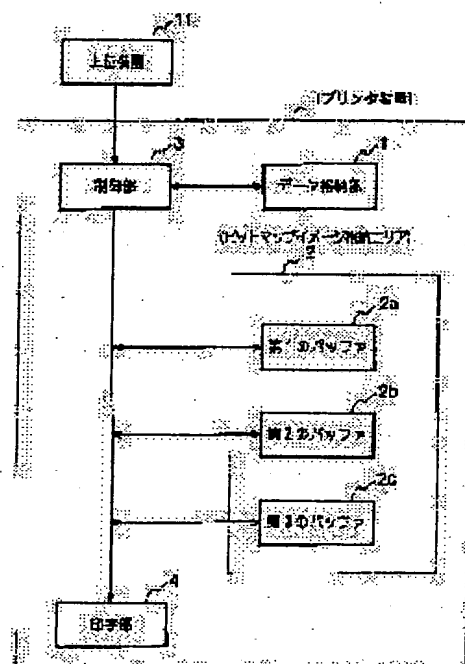 11
上位装置
(プリンタ装置)
3
制御部
1
データ格納部
(ドットマップイメージ格納エリア)
2
2a
第1のバッファ
2b
第2のバッファ
2c
第3のバッファ
4
印字部